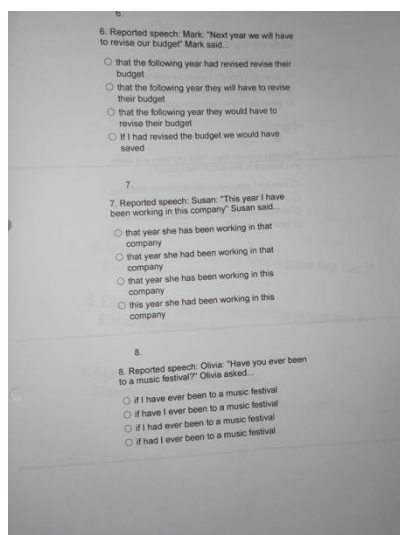 6. Reported speech: Mark: "Next year we will have
to revise our budget" Mark said...
that the following year had revised revise their
budget
that the following year they will have to revise
their budget
that the following year they would have to
revise their budget
If I had revised the budget we would have
saved
7.
7. Reported speech: Susan: "This year I have
been working in this company" Susan said...
that year she has been working in that
company
that year she had been working in that
company
that year she has been working in this
company
this year she had been working in this
company
8.
8. Reported speech: Olivia: "Have you ever been
to a music festival?" Olivia asked...
if I have ever been to a music festival
if have I ever been to a music festival
if I had ever been to a music festival
if had I ever been to a music festival